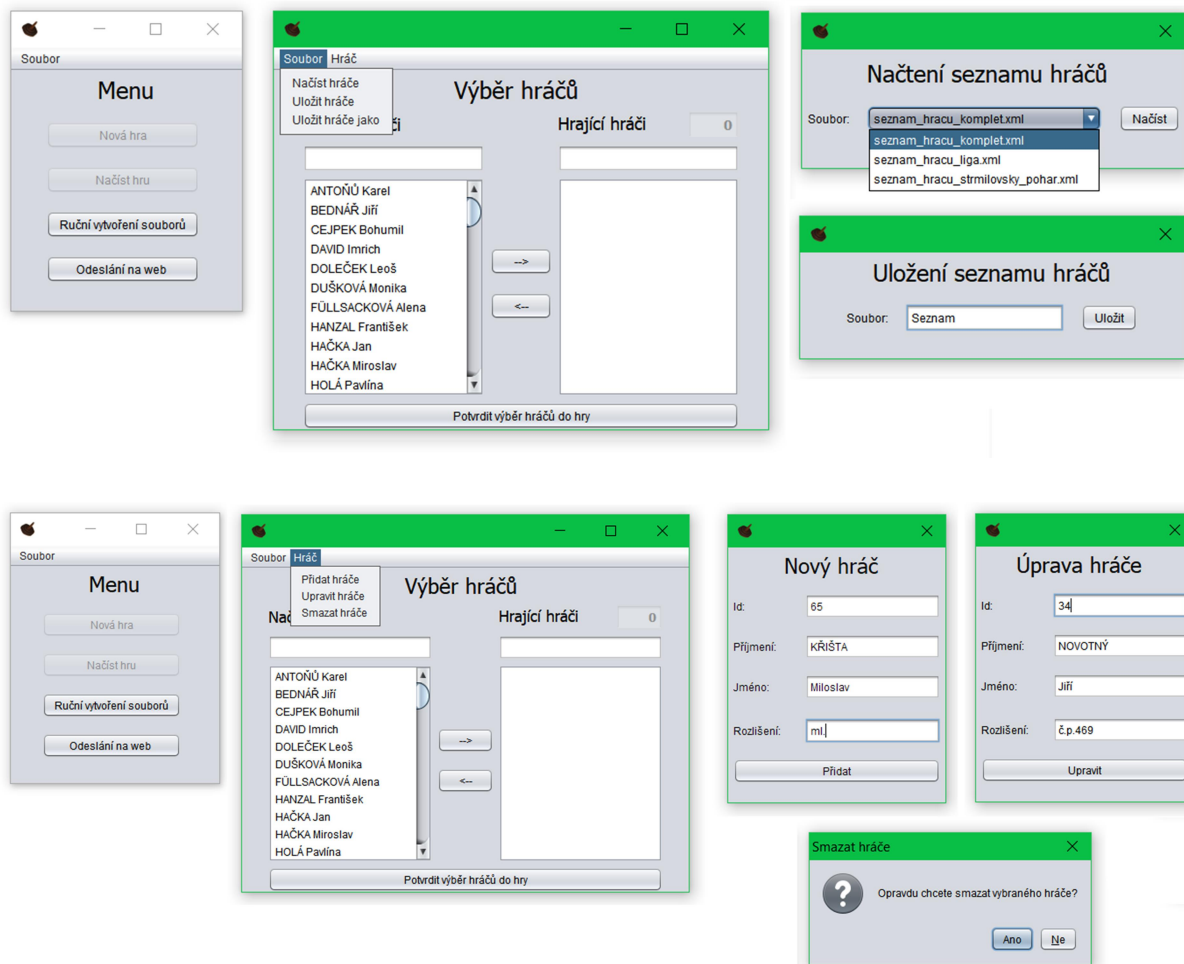 Soubor
Menu
Nová hra
Načíst hru
Ruční vytvoření souborů
Odeslání na web
Soubor Hráč
Načíst hráče
Uložit hráče
Uložit hráče jako
Výběr hráčů
Hrající hráči 0
ANTOŇŮ Karel
BEDNÁŘ Jiří
CEJPEK Bohumil
DAVID Imrich
DOLEČEK Leoš
DUŠKOVÁ Monika
FÜLLSACKOVÁ Alena
HANZAL František
HAČKA Jan
HAČKA Miroslav
HOLÁ Pavlína
-->
<--
Potvrdit výběr hráčů do hry
Načtení seznamu hráčů
Soubor: seznam_hracu_komplet.xml Načíst
seznam_hracu_komplet.xml
seznam_hracu_liga.xml
seznam_hracu_strmilovsky_pohar.xml
Uložení seznamu hráčů
Soubor: Seznam Uložit
Soubor
Menu
Nová hra
Načíst hru
Ruční vytvoření souborů
Odeslání na web
Soubor Hráč
Přidat hráče
Upravit hráče
Smazat hráče
Výběr hráčů
Hrající hráči 0
ANTOŇŮ Karel
BEDNÁŘ Jiří
CEJPEK Bohumil
DAVID Imrich
DOLEČEK Leoš
DUŠKOVÁ Monika
FÜLLSACKOVÁ Alena
HANZAL František
HAČKA Jan
HAČKA Miroslav
HOLÁ Pavlína
-->
<--
Potvrdit výběr hráčů do hry
Nový hráč
Id: 65
Příjmení: KŘIŠTA
Jméno: Miloslav
Rozlišení: ml.
Přidat
Úprava hráče
Id: 34
Příjmení: NOVOTNÝ
Jméno: Jiří
Rozlišení: č.p.469
Upravit
Smazat hráče
Opravdu chcete smazat vybraného hráče?
Ano Ne